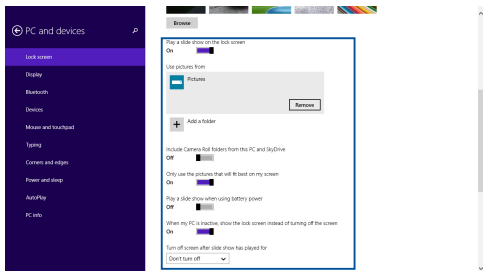 PC and devices
Lock screen
Display
Bluetooth
Devices
Mouse and touchpad
Typing
Corners and edges
Power and sleep
AutoPlay
PC info
Browse
Play a slide show on the lock screen
On
Use pictures from
Pictures
Remove
Add a folder
Include Camera Roll folders from this PC and SkyDrive
Off
Only use the pictures that will fit best on my screen
On
Play a slide show when using battery power
Off
When my PC is inactive, show the lock screen instead of turning off the screen
On
Turn off screen after slide show has played for
Don't turn off